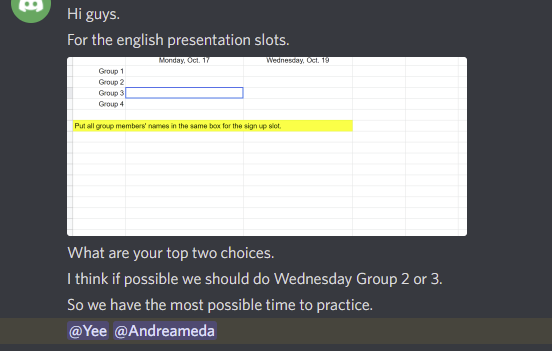 Hi guys.
For the english presentation slots.
Monday, Oct. 17 Wednesday, Oct. 19
Group 1
Group 2
Group 3
Group 4
Put all group members' names in the same box for the sign up slot.
What are your top two choices.
I think if possible we should do Wednesday Group 2 or 3.
So we have the most possible time to practice.
@Yee @Andreameda